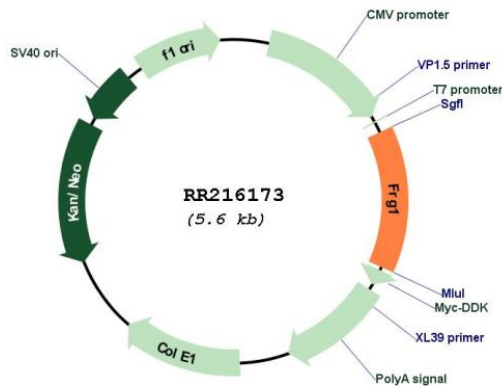 CMV promoter
VP1.5 primer
T7 promoter
SgfI
Frg1
MluI
Myc-DDK
XL39 primer
PolyA signal
Col E1
Kan/ Neo
SV40 ori
f1 ori
RR216173
(5.6 kb)